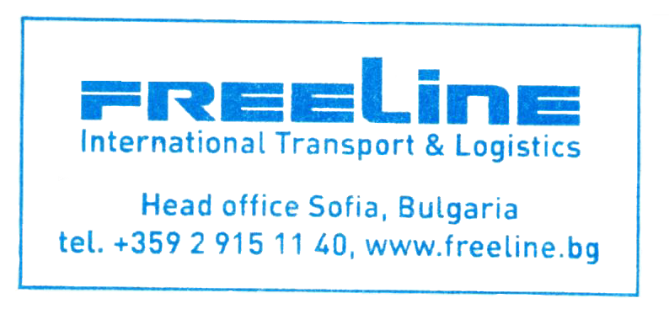 FREELINE
International Transport & Logistics
Head office Sofia, Bulgaria
tel. +359 2 915 11 40, www.freeline.bg